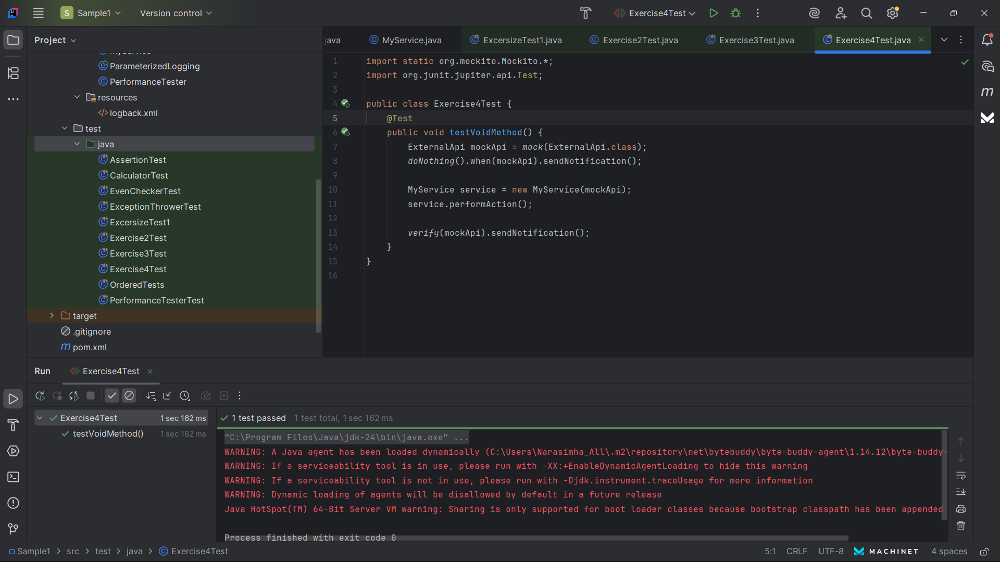 S Sample1 Version control Exercise4Test
Project
java MyService.java ExcersizeTest1.java Exercise2Test.java Exercise3Test.java Exercise4Test.java
MyService
ParameterizedLogging
PerformanceTester
resources
logback.xml
test
java
AssertionTest
CalculatorTest
EvenCheckerTest
ExceptionThrowerTest
ExcersizeTest1
Exercise2Test
Exercise3Test
Exercise4Test
OrderedTests
PerformanceTesterTest
target
.gitignore
pom.xml
1 import static org.mockito.Mockito.*;
2 import org.junit.jupiter.api.Test;
3
4 public class Exercise4Test {
5 @Test
6 public void testVoidMethod() {
7 ExternalApi mockApi = mock(ExternalApi.class);
8 doNothing().when(mockApi).sendNotification();
9
10 MyService service = new MyService(mockApi);
11 service.performAction();
12
13 verify(mockApi).sendNotification();
14 }
15 }
16
Run Exercise4Test
Exercise4Test 1 sec 162 ms
testVoidMethod() 1 sec 162 ms
1 test passed 1 test total, 1 sec 162 ms
"C:\Program Files\Java\jdk-24\bin\java.exe" ...
WARNING: A Java agent has been loaded dynamically (C:\Users\Narasimha_All\.m2\repository\net\bytebuddy\byte-buddy-agent\1.14.12\byte-buddy-
WARNING: If a serviceability tool is in use, please run with -XX:+EnableDynamicAgentLoading to hide this warning
WARNING: If a serviceability tool is not in use, please run with -Djdk.instrument.traceUsage for more information
WARNING: Dynamic loading of agents will be disallowed by default in a future release
Java HotSpot(TM) 64-Bit Server VM warning: Sharing is only supported for boot loader classes because bootstrap classpath has been appended
Process finished with exit code 0
Sample1 > src > test > java > Exercise4Test 5:1 CRLF UTF-8 MACHINET 4 spaces